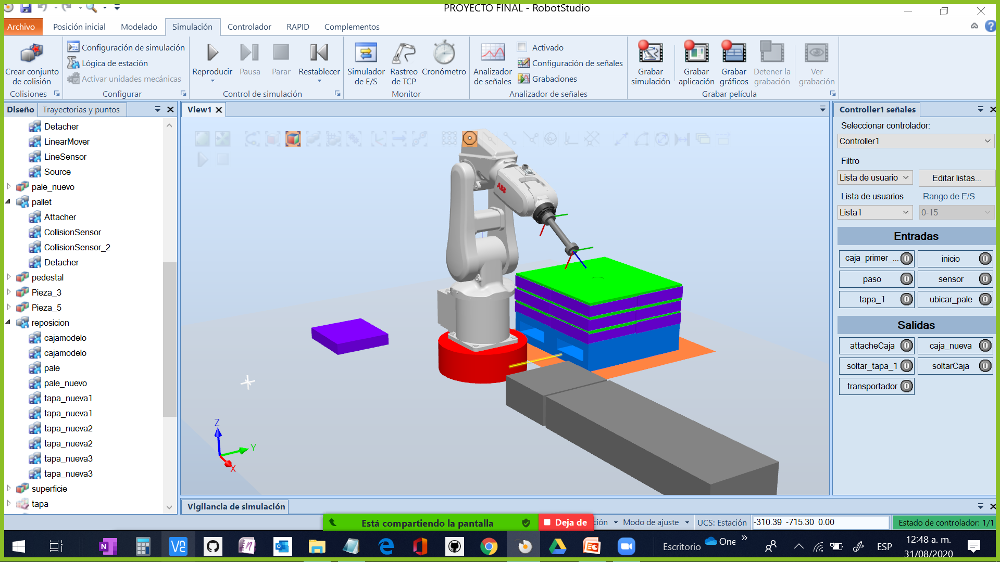 PROYECTO FINAL - RobotStudio
Archivo Posición inicial Modelado Simulación Controlador RAPID Complementos
Crear conjunto de colisión
Colisiones
Configuración de simulación
Lógica de estación
Activar unidades mecánicas
Configurar
Reproducir Pausa Parar Restablecer
Control de simulación
Simulador de E/S
Rastreo de TCP
Cronómetro
Monitor
Analizador de señales
Activado
Configuración de señales
Grabaciones
Analizador de señales
Grabar simulación
Grabar aplicación
Grabar gráficos
Detener la grabación
Ver grabación
Grabar película
Diseño Trayectorias y puntos
Detacher
LinearMover
LineSensor
Source
pale_nuevo
pallet
Attacher
CollisionSensor
CollisionSensor_2
Detacher
pedestal
Pieza_3
Pieza_5
reposicion
cajamodelo
cajamodelo
pale
pale_nuevo
tapa_nueva1
tapa_nueva1
tapa_nueva2
tapa_nueva2
tapa_nueva3
tapa_nueva3
superficie
tapa
View1
ABB
Z
Y
X
Controller1 señales
Seleccionar controlador:
Controller1
Filtro
Lista de usuario Editar listas...
Lista de usuarios Rango de E/S
Lista1 0-15
Entradas
caja_primer_... 0 inicio 0
paso 0 sensor 0
tapa_1 0 ubicar_pale 0
Salidas
attacheCaja 0 caja_nueva 0
soltar_tapa_1 0 soltarCaja 0
transportador 0
Vigilancia de simulación
Está compartiendo la pantalla Deja de ción Modo de ajuste UCS: Estación -310.39 -715.30 0.00 Estado de controlador: 1/1
Escritorio One » ESP 12:48 a. m.
31/08/2020